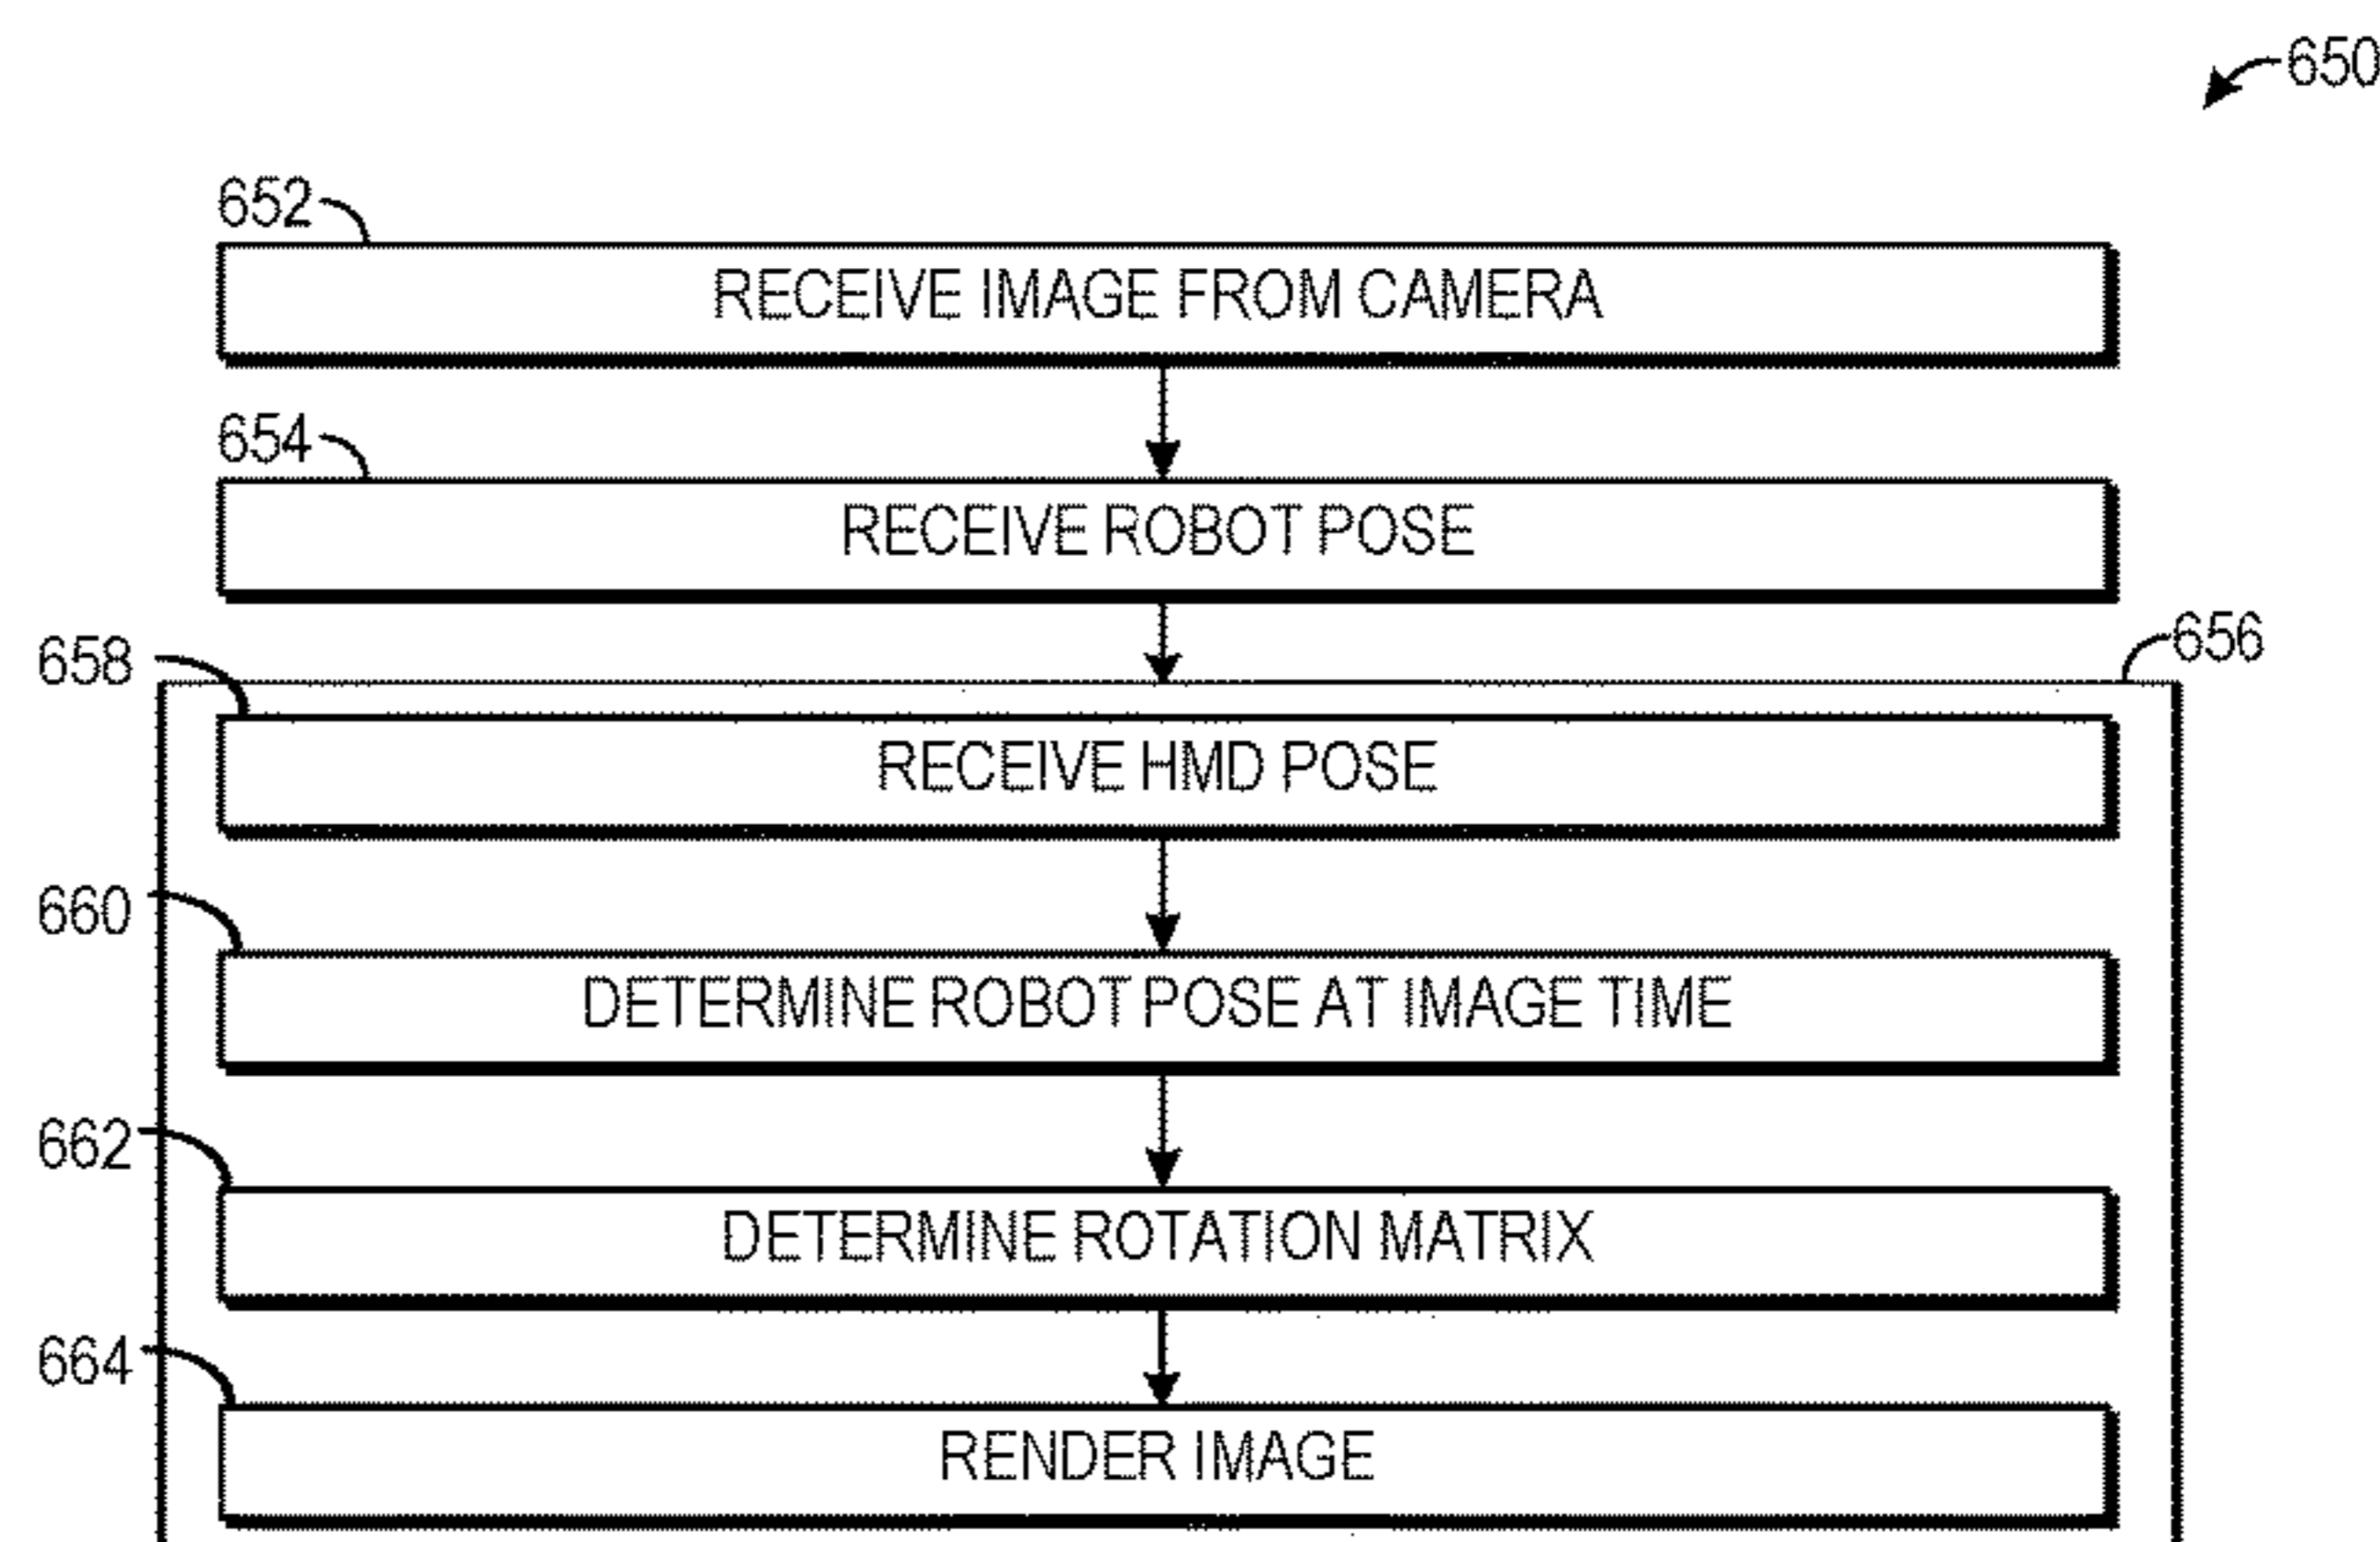 650
652
RECEIVE IMAGE FROM CAMERA
654
RECEIVE ROBOT POSE
656
658
RECEIVE HMD POSE
660
DETERMINE ROBOT POSE AT IMAGE TIME
662
DETERMINE ROTATION MATRIX
664
RENDER IMAGE